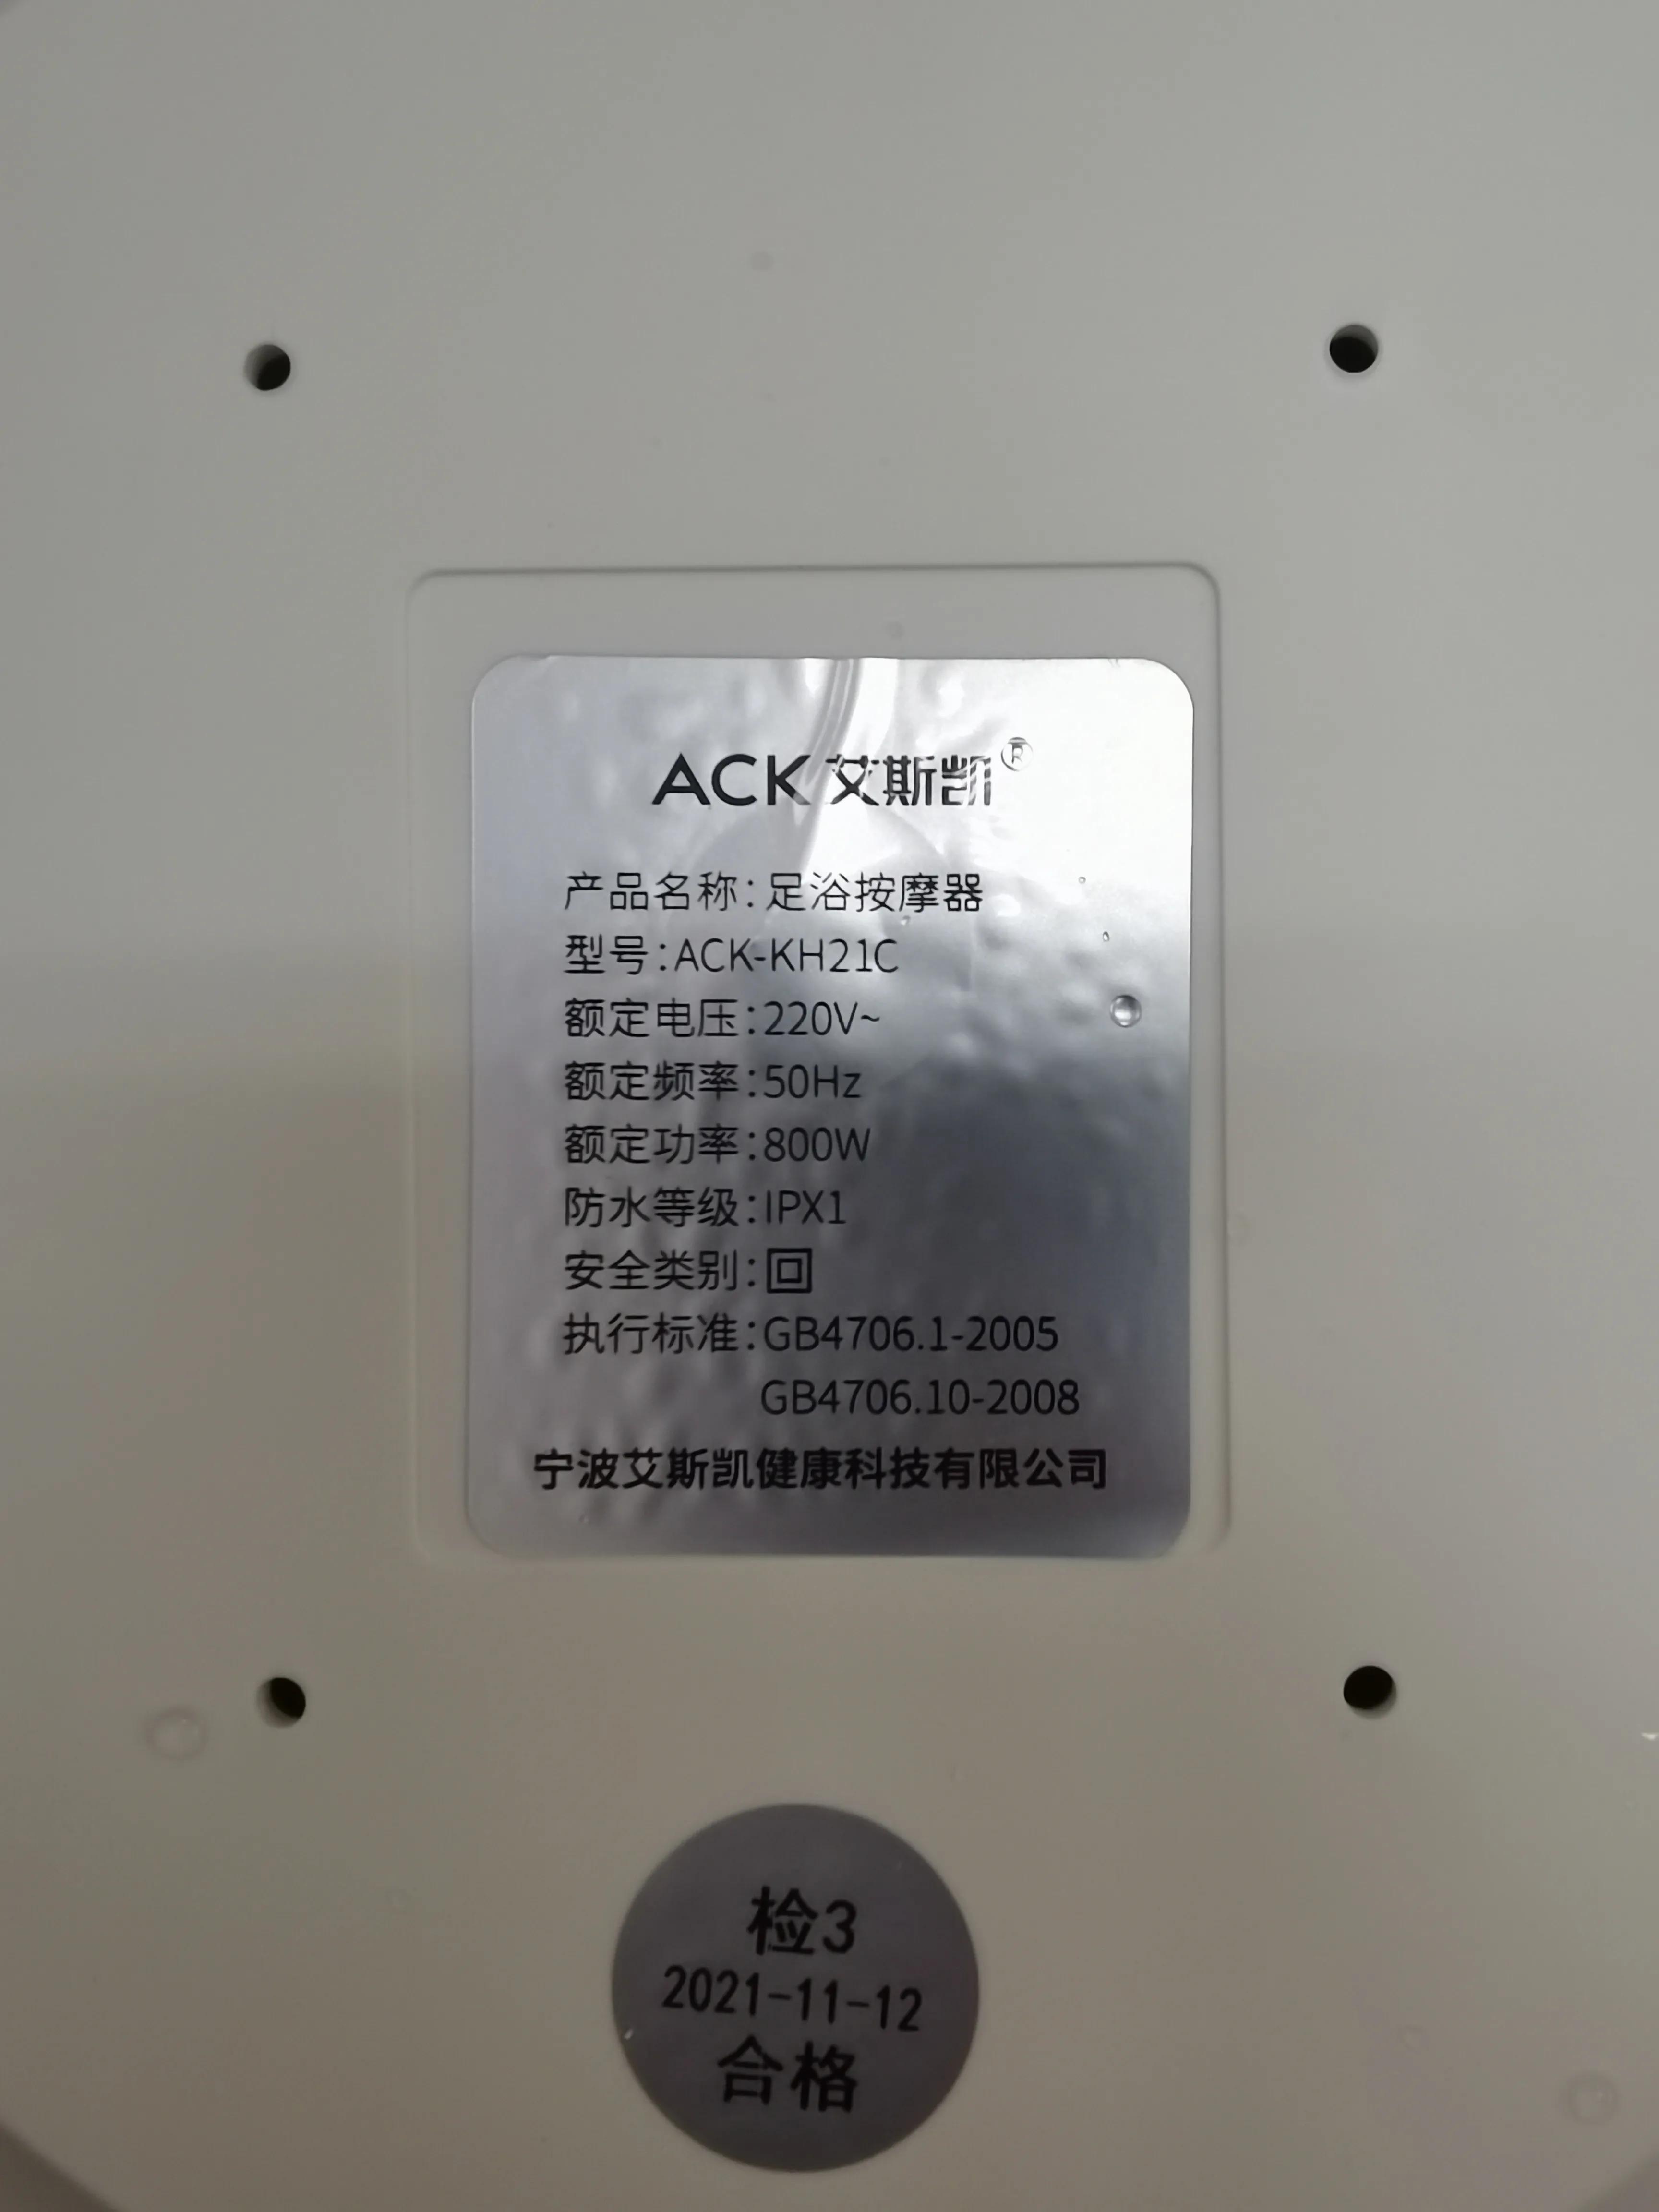 ACK 艾斯凯®
产品名称:足浴按摩器
型号:ACK-KH21C
额定电压:220V~
额定频率:50Hz
额定功率:800W
防水等级:IPX1
安全类别:回
执行标准:GB4706.1-2005
GB4706.10-2008
宁波艾斯凯健康科技有限公司
检3
2021-11-12
合格